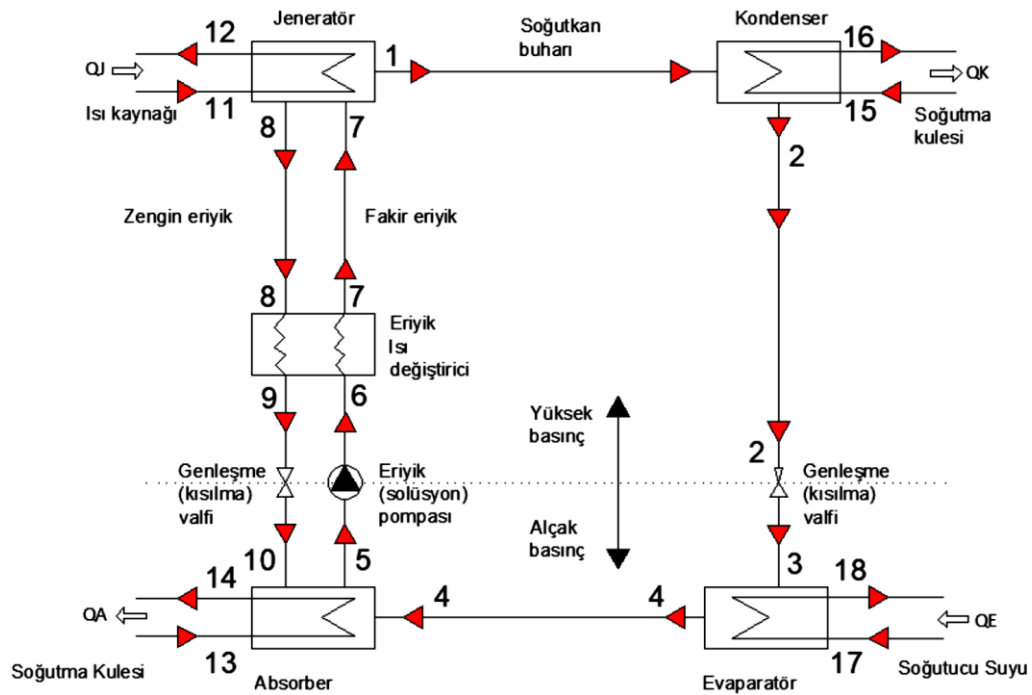 Jeneratör
Kondenser
12
1
Soğutkan
buharı
16
QJ
QK
11
15
Isı kaynağı
Soğutma
kulesi
8
7
2
Zengin eriyik
Fakir eriyik
8
7
Eriyik
Isı
değiştirici
9
6
Yüksek
basınç
2
Genleşme
(kısılma)
valfi
Eriyik
(solüsyon)
pompası
Genleşme
(kısılma)
valfi
Alçak
basınç
10
5
3
14
4
4
18
QA
QE
13
17
Soğutma Kulesi
Absorber
Evaparatör
Soğutucu Suyu